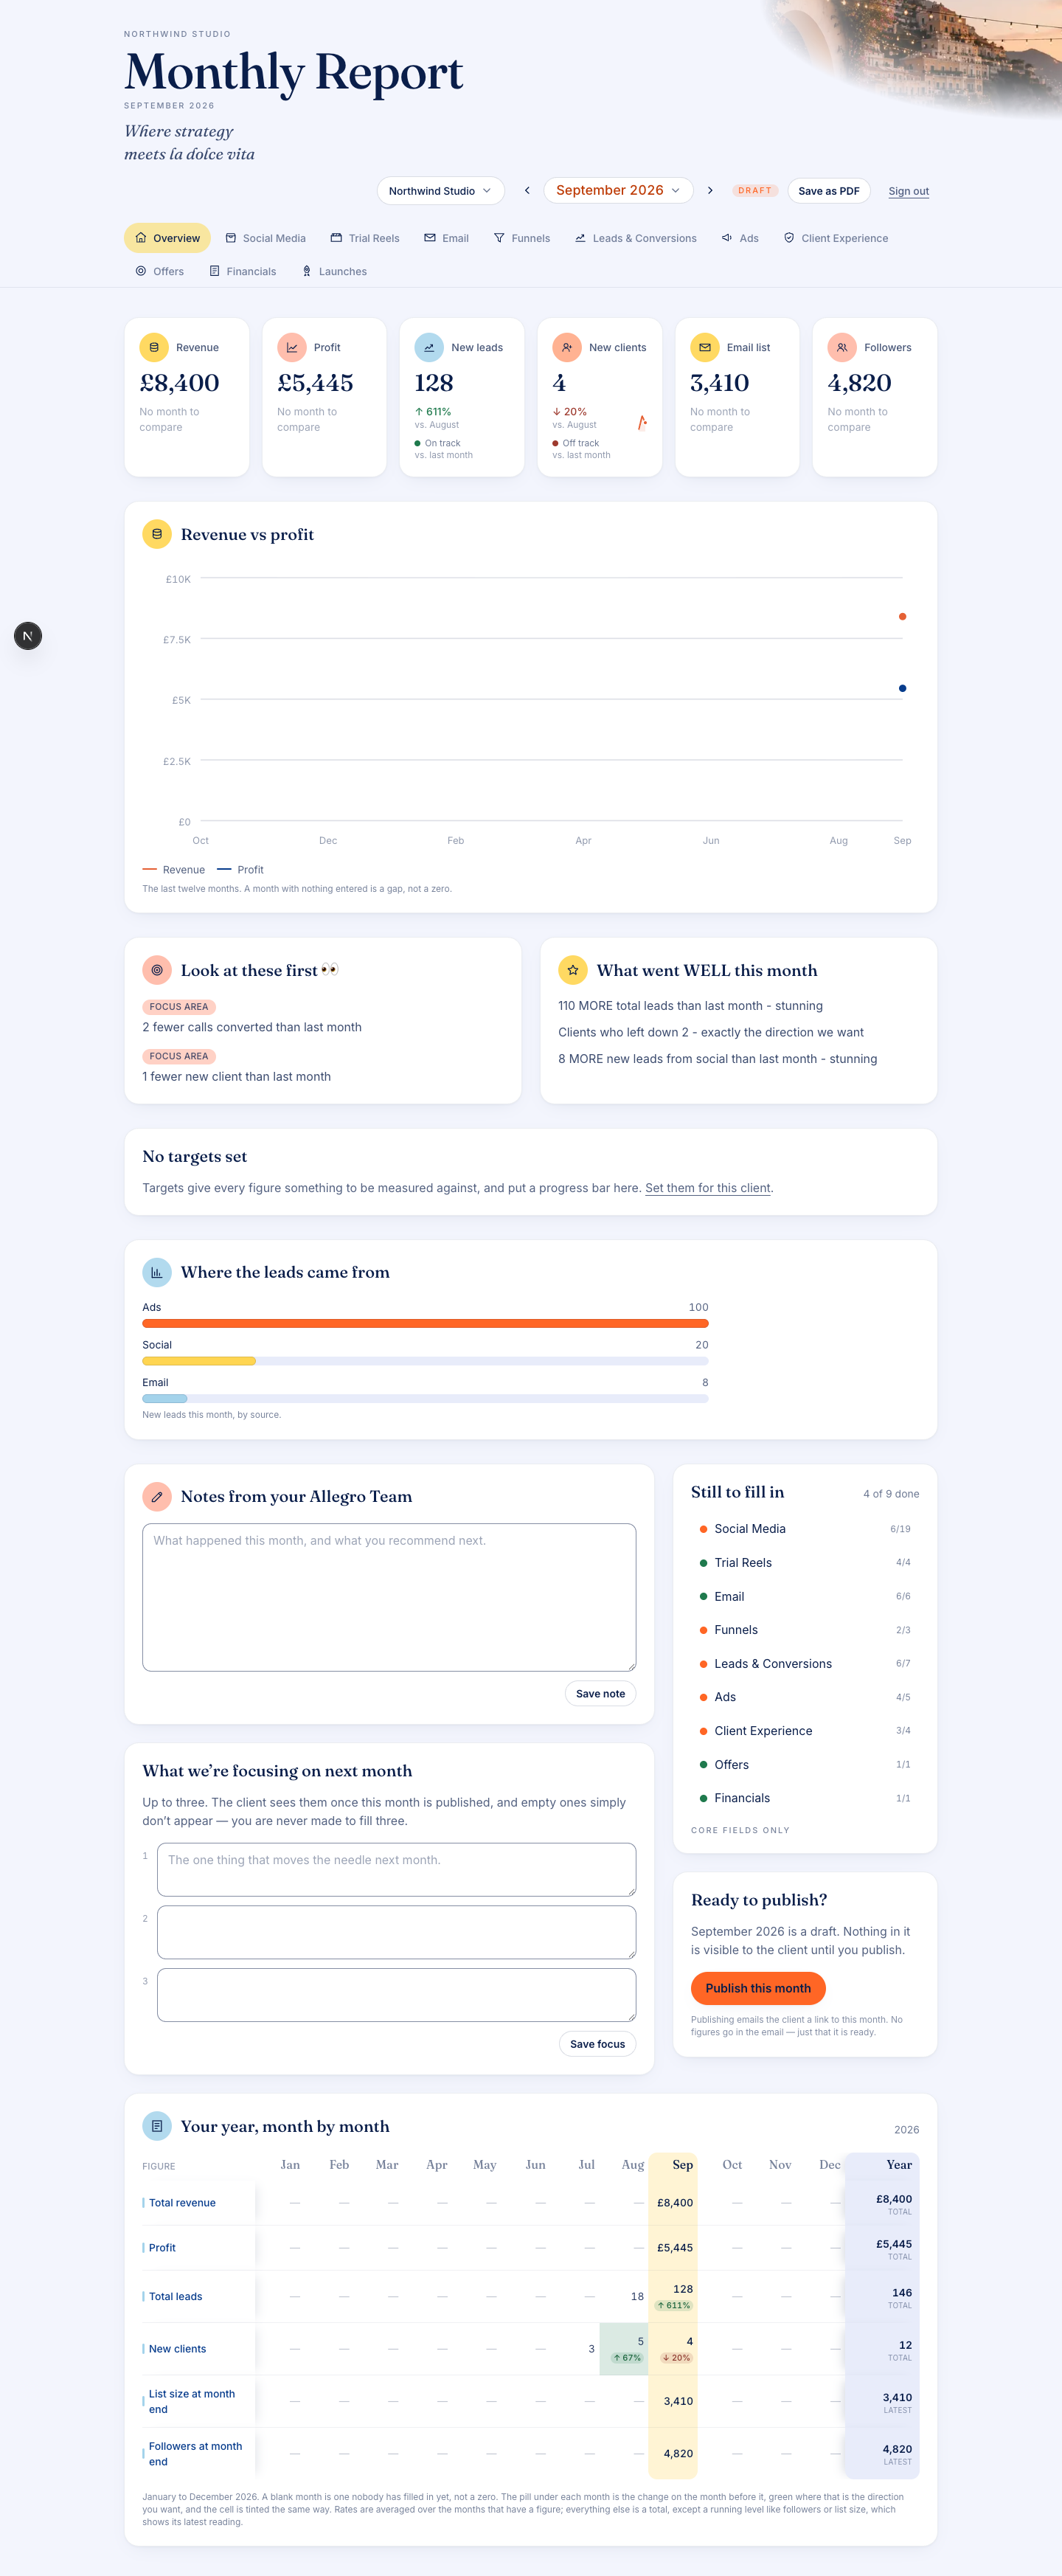 NORTHWIND STUDIO
Monthly Report
SEPTEMBER 2026
Where strategy
meets la dolce vita
Northwind Studio
September 2026
DRAFT
Save as PDF
Sign out
Overview
Social Media
Trial Reels
Email
Funnels
Leads & Conversions
Ads
Client Experience
Offers
Financials
Launches
Revenue
£8,400
No month to
compare
Profit
£5,445
No month to
compare
New leads
128
↑ 611%
vs. August
On track
vs. last month
New clients
4
↓ 20%
vs. August
Off track
vs. last month
Email list
3,410
No month to
compare
Followers
4,820
No month to
compare
Revenue vs profit
£10K
£7.5K
£5K
£2.5K
£0
Oct Dec Feb Apr Jun Aug Sep
Revenue Profit
The last twelve months. A month with nothing entered is a gap, not a zero.
N
Look at these first 👀
FOCUS AREA
2 fewer calls converted than last month
FOCUS AREA
1 fewer new client than last month
What went WELL this month
110 MORE total leads than last month - stunning
Clients who left down 2 - exactly the direction we want
8 MORE new leads from social than last month - stunning
No targets set
Targets give every figure something to be measured against, and put a progress bar here. Set them for this client.
Where the leads came from
Ads 100
Social 20
Email 8
New leads this month, by source.
Notes from your Allegro Team
What happened this month, and what you recommend next.
Save note
What we’re focusing on next month
Up to three. The client sees them once this month is published, and empty ones simply
don’t appear — you are never made to fill three.
1 The one thing that moves the needle next month.
2
3
Save focus
Still to fill in 4 of 9 done
Social Media 6/19
Trial Reels 4/4
Email 6/6
Funnels 2/3
Leads & Conversions 6/7
Ads 4/5
Client Experience 3/4
Offers 1/1
Financials 1/1
CORE FIELDS ONLY
Ready to publish?
September 2026 is a draft. Nothing in it
is visible to the client until you publish.
Publish this month
Publishing emails the client a link to this month. No
figures go in the email — just that it is ready.
Your year, month by month 2026
FIGURE Jan Feb Mar Apr May Jun Jul Aug Sep Oct Nov Dec Year
Total revenue — — — — — — — — £8,400 — — — £8,400
TOTAL
Profit — — — — — — — — £5,445 — — — £5,445
TOTAL
Total leads — — — — — — — 18 128 — — — 146
↑ 611% TOTAL
New clients — — — — — — 3 5 4 — — — 12
↑ 67% ↓ 20% TOTAL
List size at month
end — — — — — — — — 3,410 — — — 3,410
LATEST
Followers at month
end — — — — — — — — 4,820 — — — 4,820
LATEST
January to December 2026. A blank month is one nobody has filled in yet, not a zero. The pill under each month is the change on the month before it, green where that is the direction
you want, and the cell is tinted the same way. Rates are averaged over the months that have a figure; everything else is a total, except a running level like followers or list size, which
shows its latest reading.